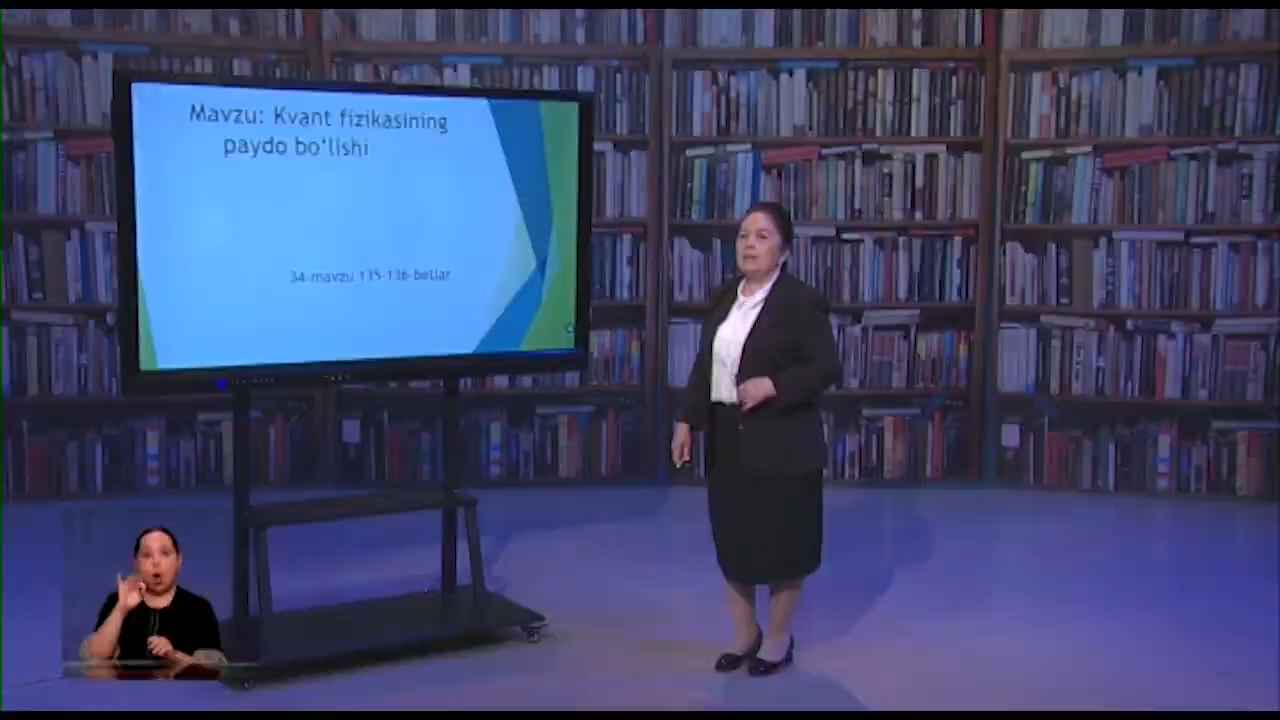 Mavzu: Kvant fizikasining
paydo bo‘lishi
34-mavzu 135-136-betlar